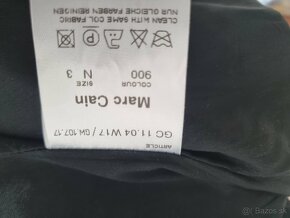 ARTICLE
GC 11.04 W17 / GW 107.17
Marc Cain
COLOUR SIZE
900 N 3
CLEAN WITH SAME COL. FABRIC
NUR GLEICHE FARBEN REINIGEN
bazos.sk